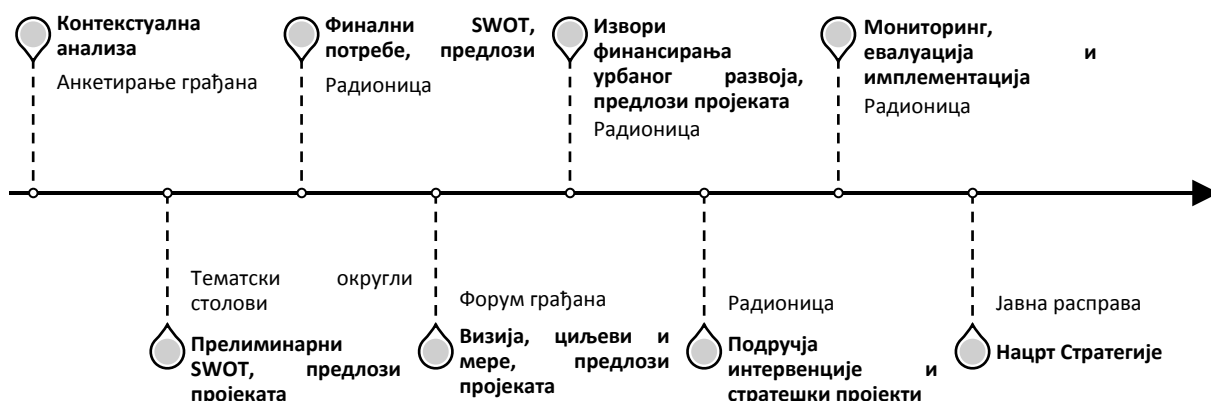 Контекстуална
анализа
Анкетирање грађана
Финални SWOT,
потребе, предлози
Радионица
Извори
финансирања
урбаног развоја,
предлози пројеката
Радионица
Мониторинг,
евалуација и
имплементација
Радионица
Тематски округли
столови
Прелиминарни
SWOT, предлози
пројеката
Форум грађана
Визија, циљеви и
мере, предлози
пројеката
Радионица
Подручја
интервенције и
стратешки пројекти
Јавна расправа
Нацрт Стратегије